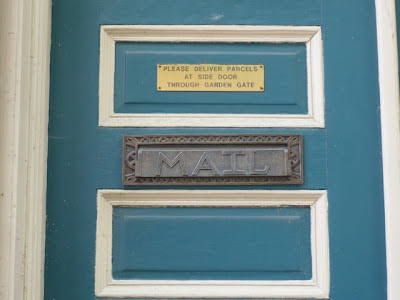 PLEASE DELIVER PARCELS
AT SIDE DOOR
THROUGH GARDEN GATE
MAIL